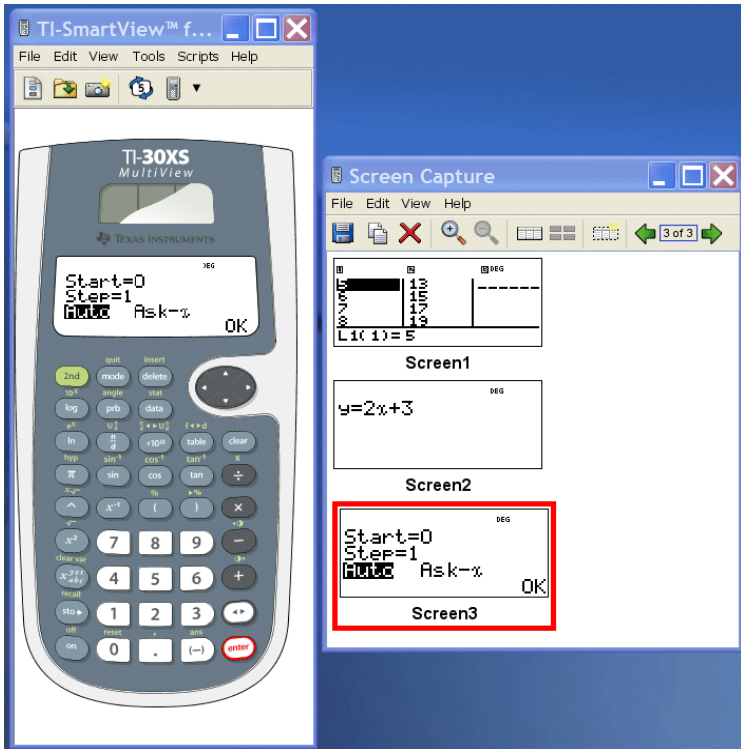 TI-SmartView™ f...
File Edit View Tools Scripts Help
5
TI-30XS
MultiView
TEXAS INSTRUMENTS
DEG
Start=0
Step=1
Auto Ask-x
OK
quit insert
2nd mode delete
10ˣ angle stat
log prb data
eˣ f◄►d
ln n/d ×10ⁿ table clear
hyp sin⁻¹ cos⁻¹ tan⁻¹ K
π sin cos tan ÷
% ►%
^ x⁻¹ ( ) ×
√
x² 7 8 9 −
clear var
4 5 6 +
recall
sto► 1 2 3 ◄►
off reset , ans
on 0 . (−) enter
Screen Capture
File Edit View Help
3 of 3
DEG
5 13 ------
6 15
7 17
8 19
L1(1)=5
Screen1
DEG
y=2x+3
Screen2
DEG
Start=0
Step=1
Auto Ask-x
OK
Screen3